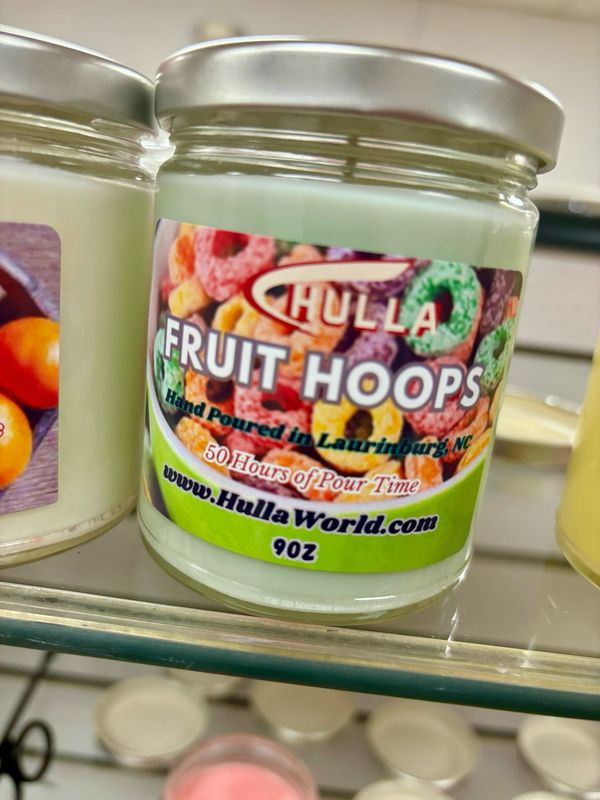 HULLA
FRUIT HOOPS
Hand Poured in Laurinburg, NC
50 Hours of Pour Time
www.HullaWorld.com
9OZ